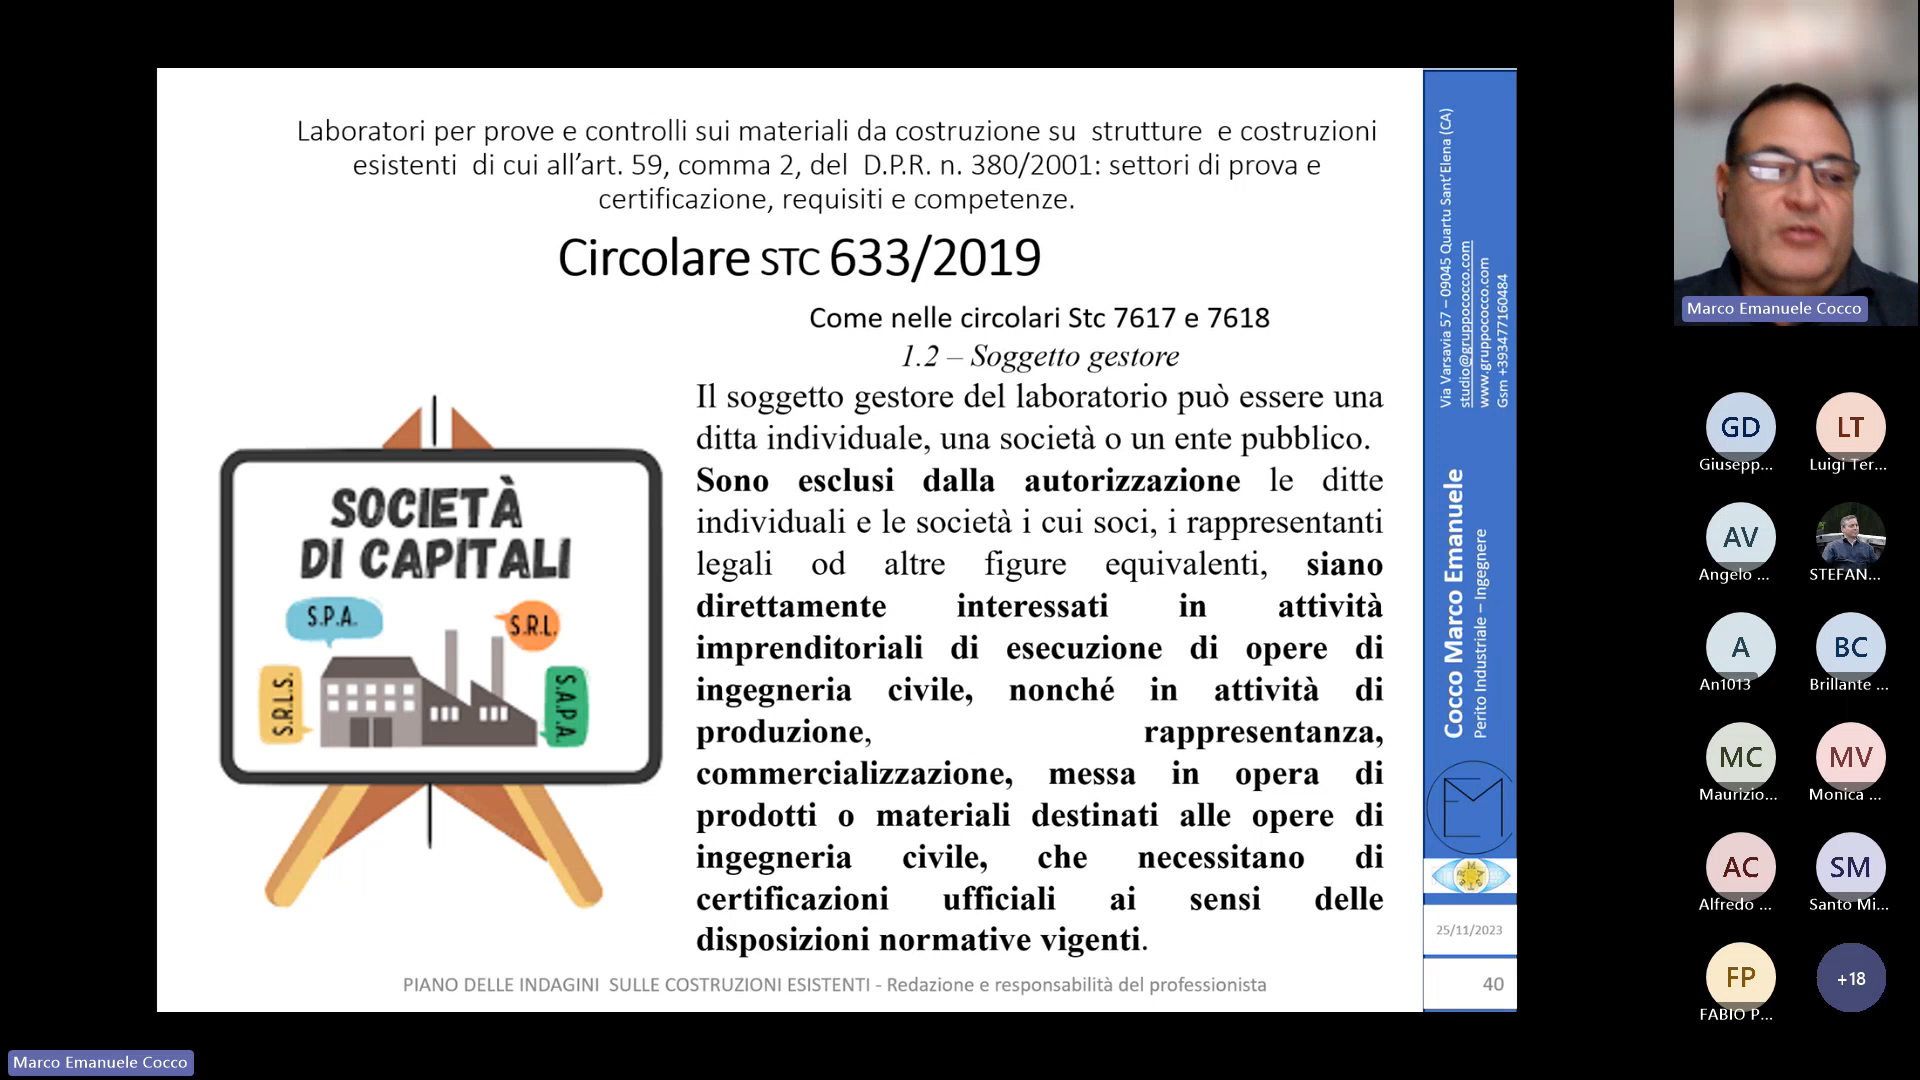 Laboratori per prove e controlli sui materiali da costruzione su strutture e costruzioni
esistenti di cui all’art. 59, comma 2, del D.P.R. n. 380/2001: settori di prova e
certificazione, requisiti e competenze.
Circolare STC 633/2019
Come nelle circolari Stc 7617 e 7618
1.2 – Soggetto gestore
Il soggetto gestore del laboratorio può essere una
ditta individuale, una società o un ente pubblico.
Sono esclusi dalla autorizzazione le ditte
individuali e le società i cui soci, i rappresentanti
legali od altre figure equivalenti, siano
direttamente interessati in attività
imprenditoriali di esecuzione di opere di
ingegneria civile, nonché in attività di
produzione, rappresentanza,
commercializzazione, messa in opera di
prodotti o materiali destinati alle opere di
ingegneria civile, che necessitano di
certificazioni ufficiali ai sensi delle
disposizioni normative vigenti.
SOCIETÀ
DI CAPITALI
S.P.A.
S.R.L.
S.R.L.S.
S.A.P.A.
PIANO DELLE INDAGINI SULLE COSTRUZIONI ESISTENTI - Redazione e responsabilità del professionista
Via Varsavia 57 – 09045 Quartu Sant’Elena (CA)
studio@gruppococco.com
www.gruppococco.com
Gsm +393477160484
Cocco Marco Emanuele
Perito Industriale – Ingegnere
25/11/2023
40
Marco Emanuele Cocco
GD
Giusepp...
LT
Luigi Ter...
AV
Angelo ...
STEFAN...
A
An1013
BC
Brillante ...
MC
Maurizio...
MV
Monica ...
AC
Alfredo ...
SM
Santo Mi...
FP
FABIO P...
+18
Marco Emanuele Cocco